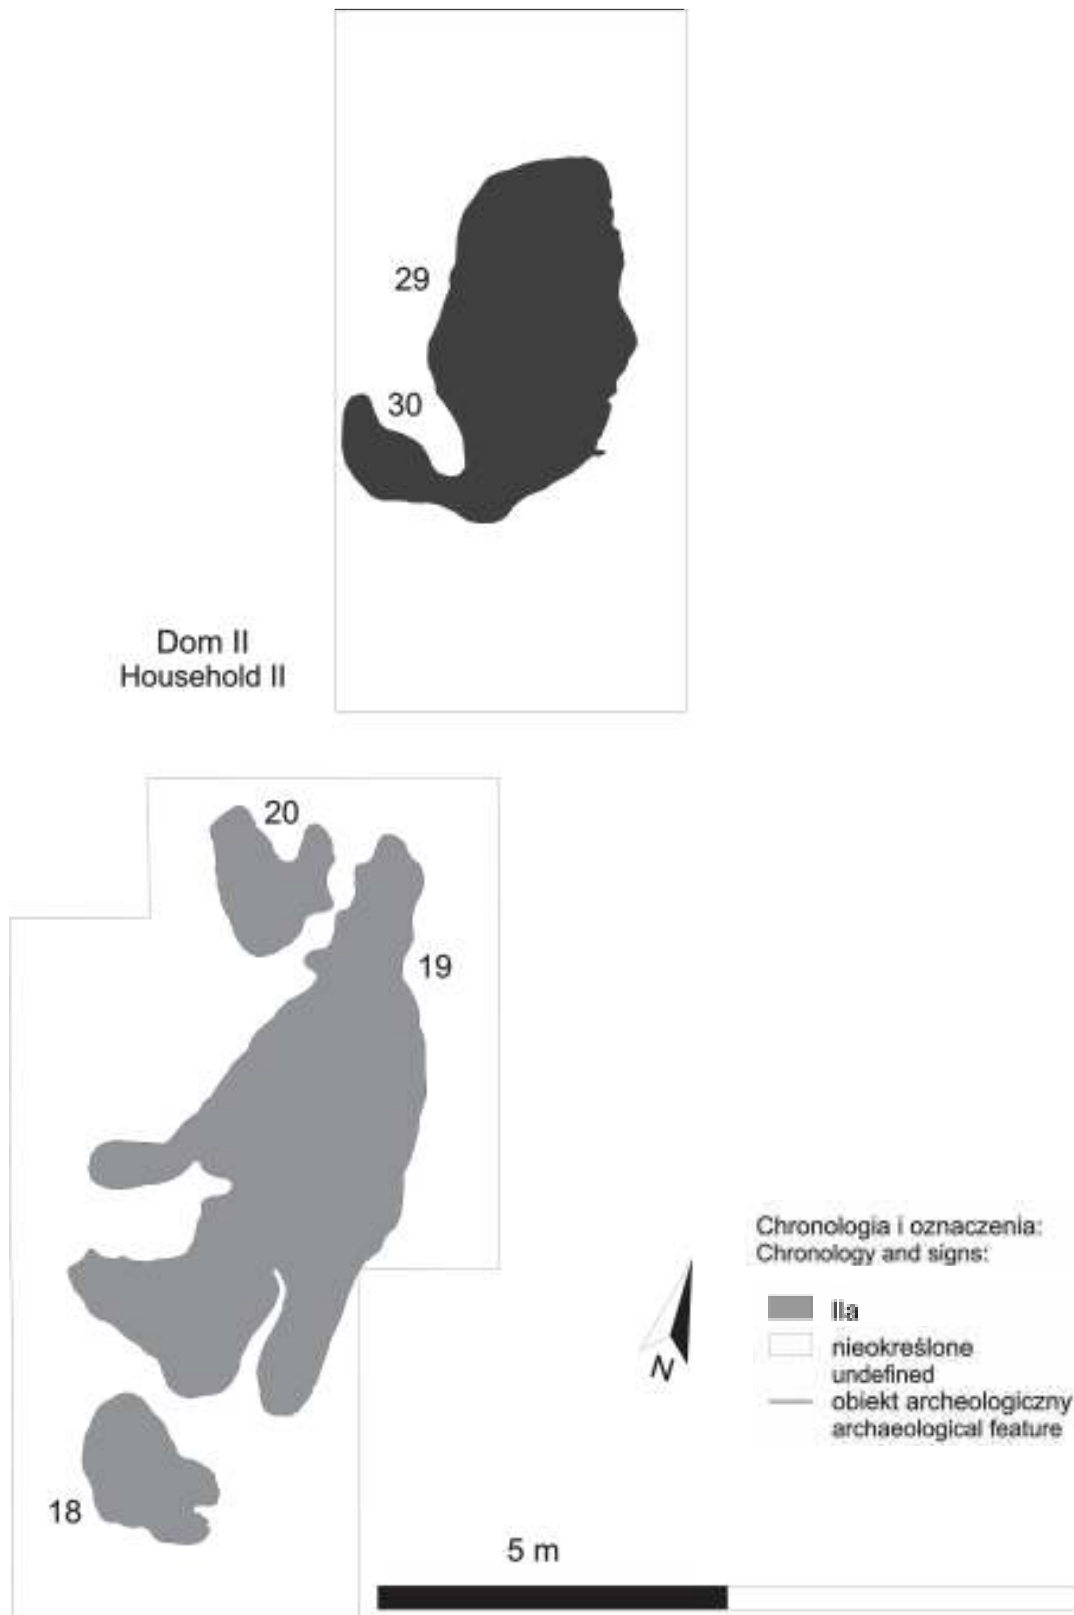 29
30
Dom II
Household II
20
19
Chronologia i oznaczenia:
Chronology and signs:
IIa
nieokreślone
undefined
obiekt archeologiczny
archaeological feature
N
18
5 m